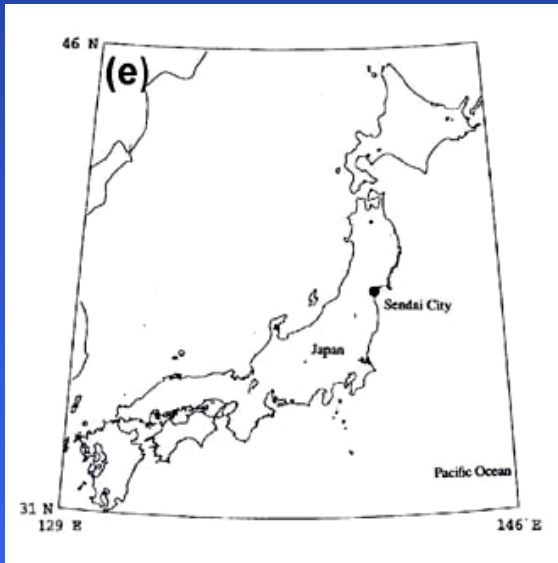 46 N
(e)
Sendai City
Japan
Pacific Ocean
31 N
129 E
146°E